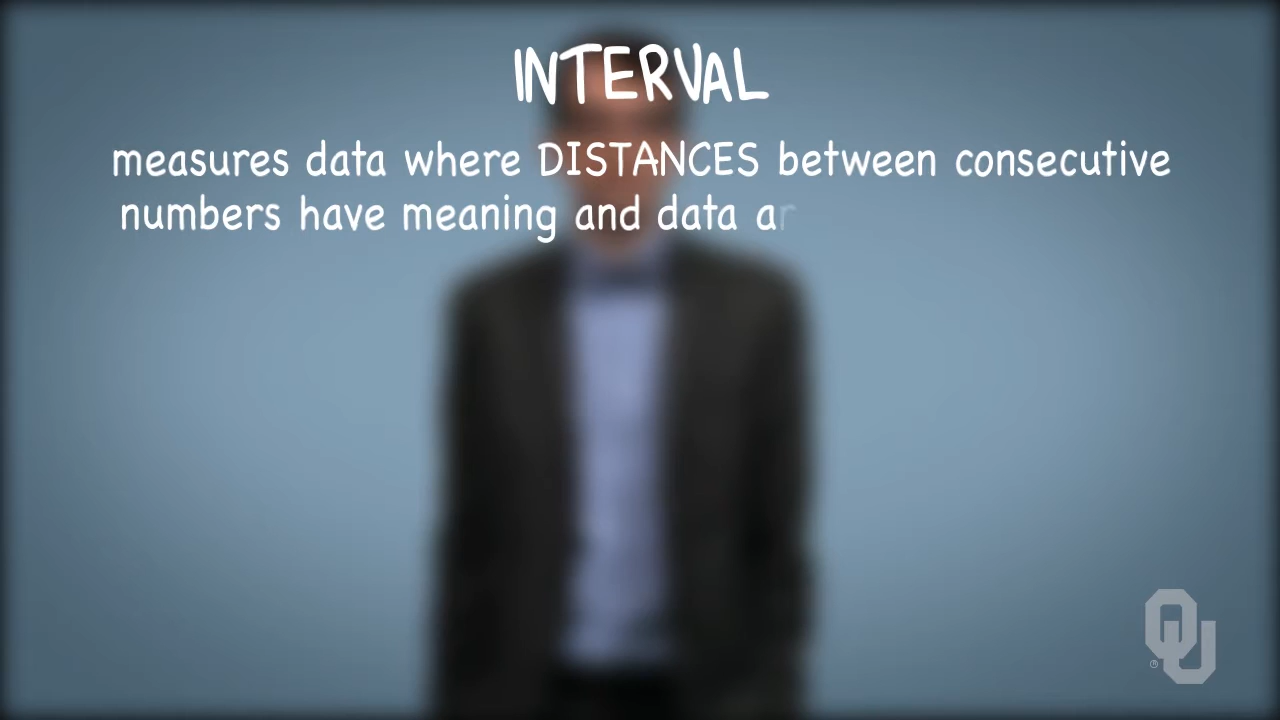 INTERVAL
measures data where DISTANCES between consecutive
numbers have meaning and data ar
OU